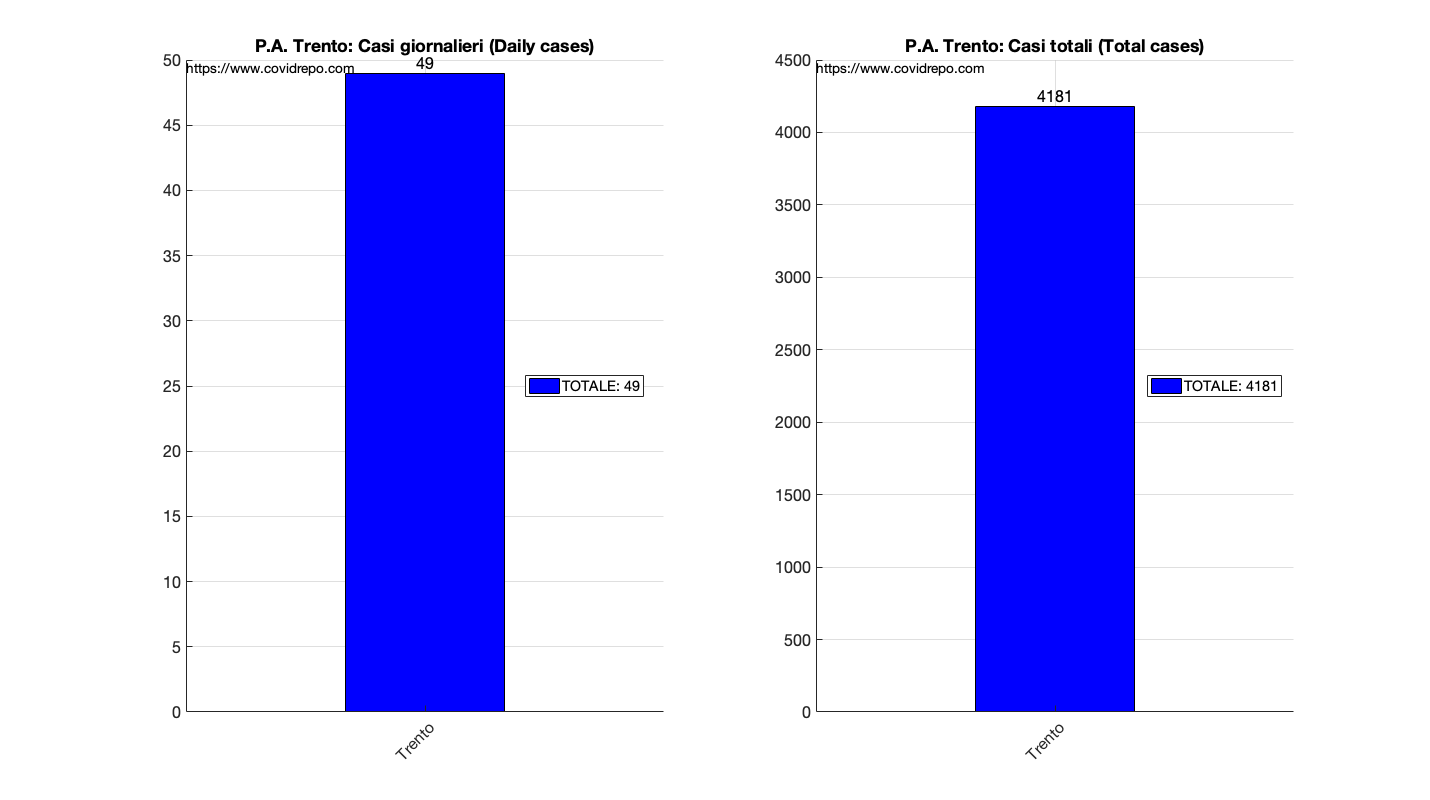 P.A. Trento: Casi giornalieri (Daily cases)
https://www.covidrepo.com
49
50
45
40
35
30
25
20
15
10
5
0
TOTALE: 49
Trento
P.A. Trento: Casi totali (Total cases)
https://www.covidrepo.com
4181
4500
4000
3500
3000
2500
2000
1500
1000
500
0
TOTALE: 4181
Trento